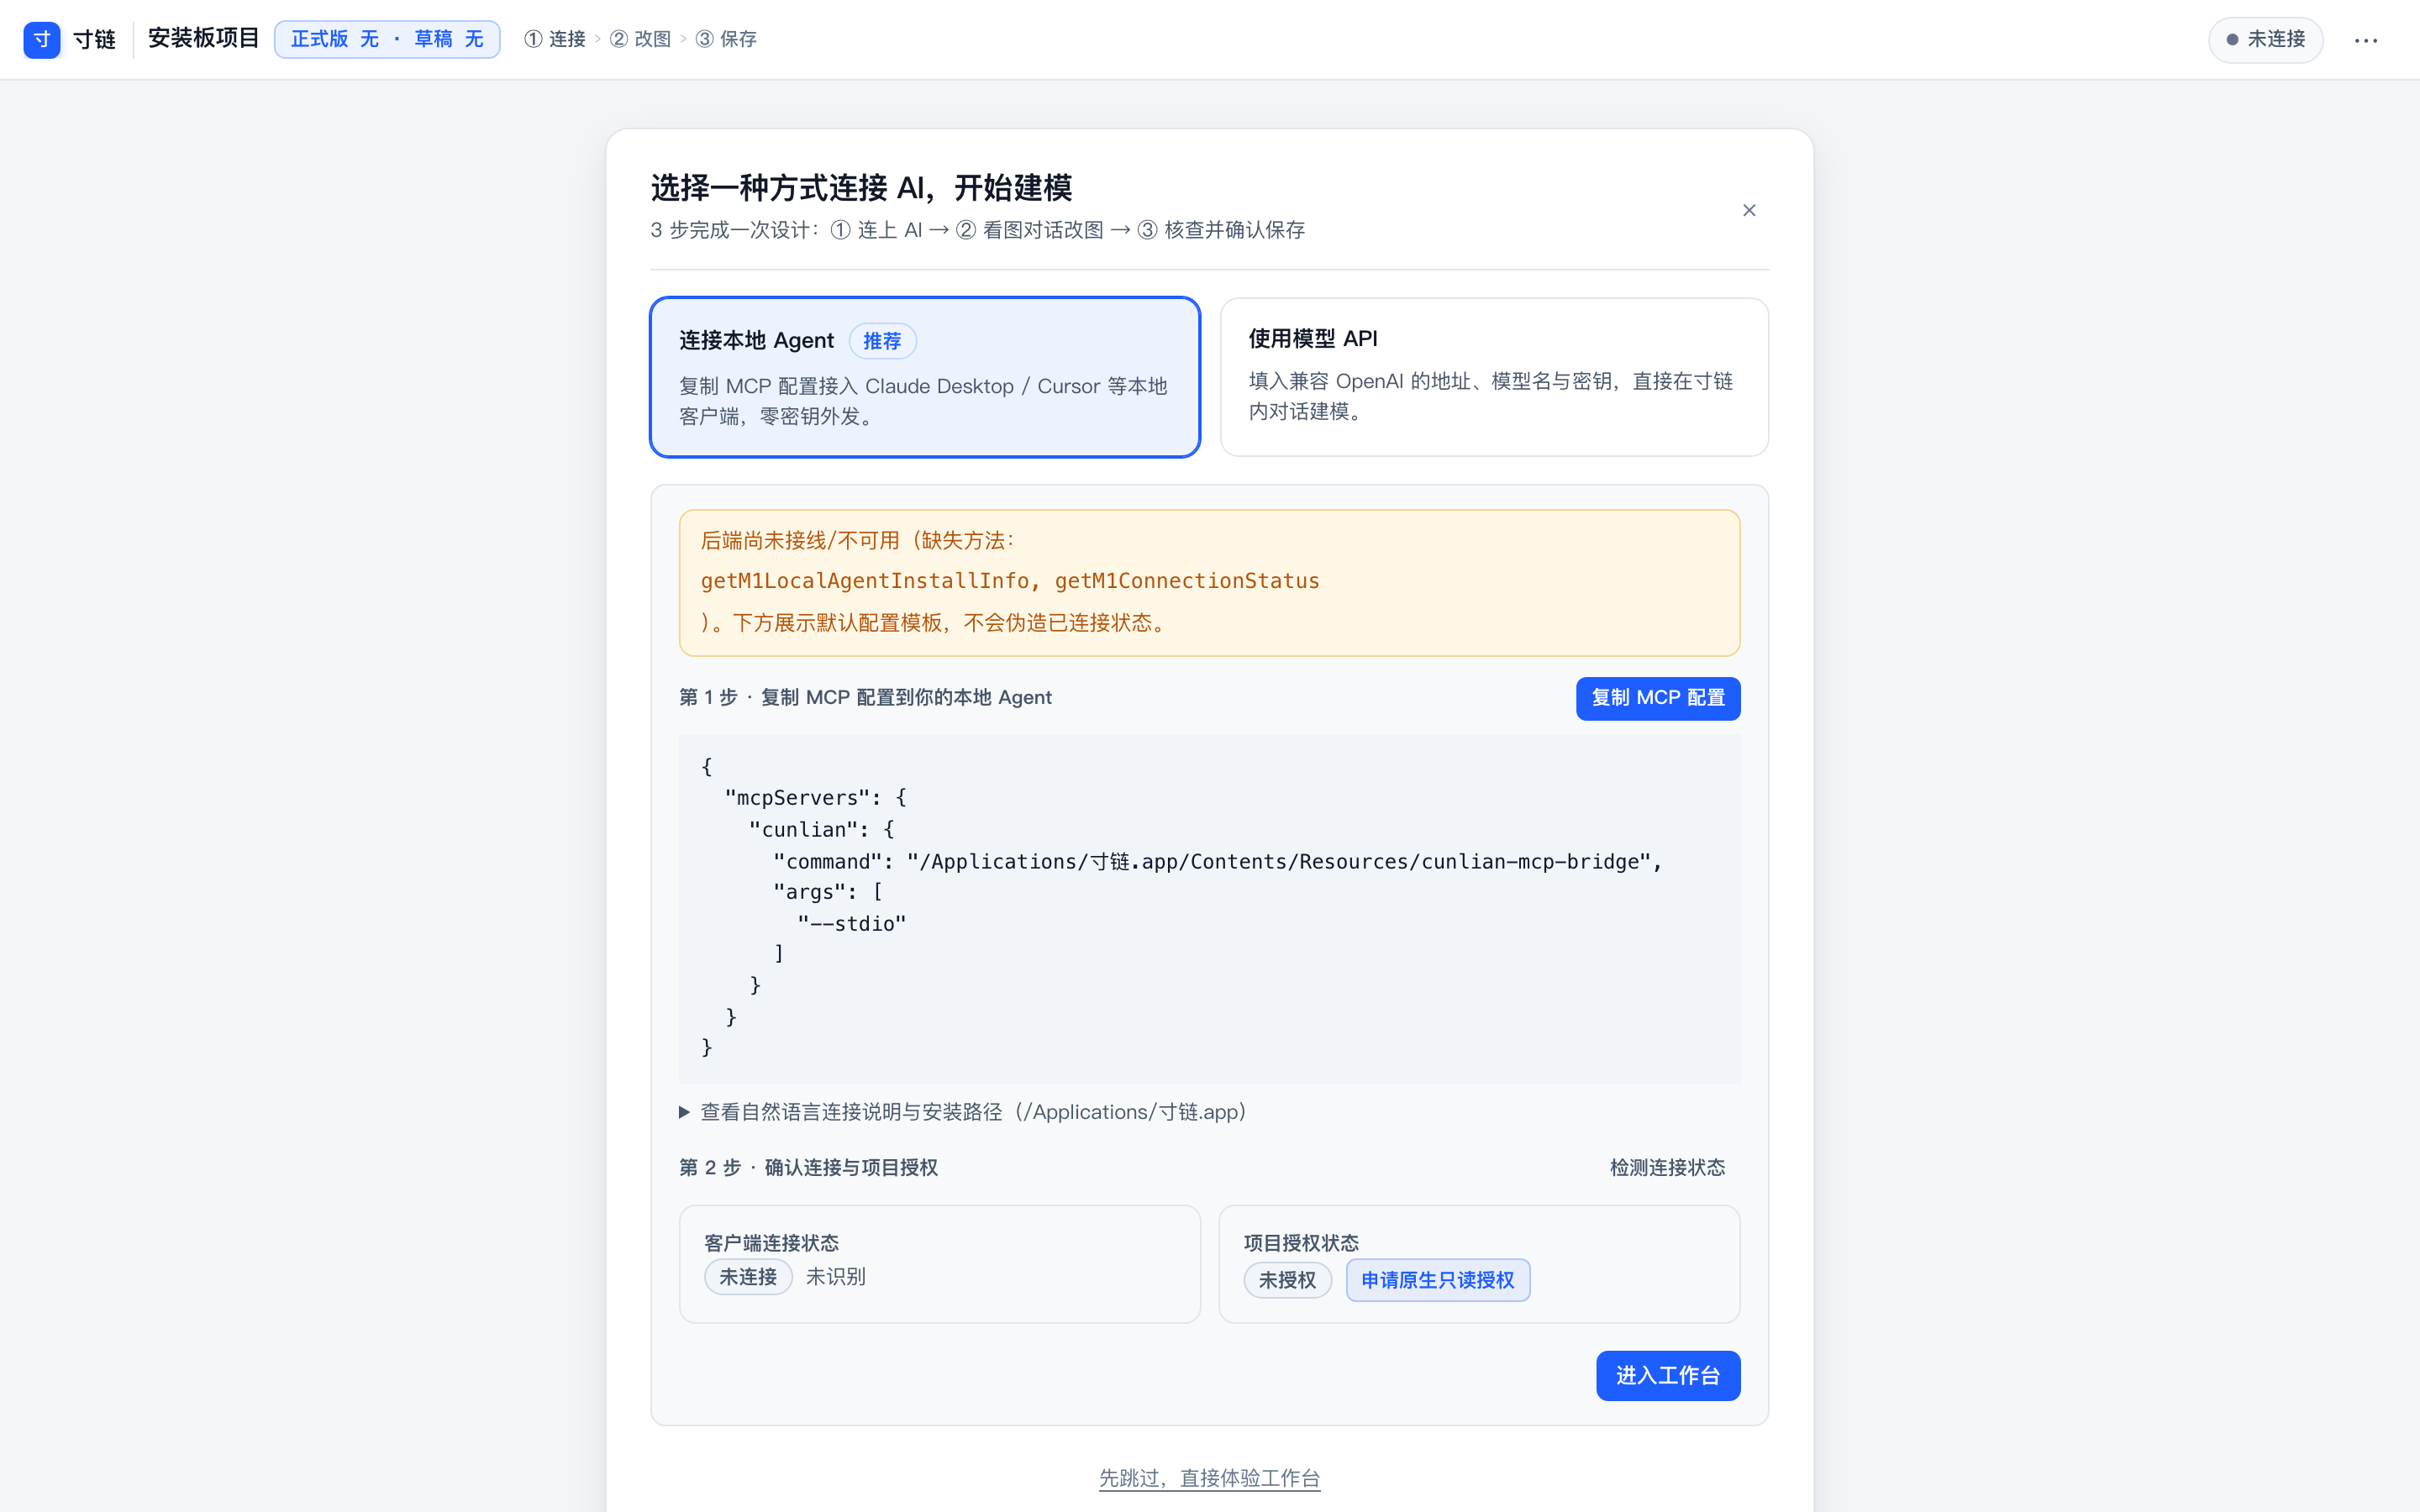 寸 寸链 安装板项目 正式版 无 · 草稿 无 ① 连接 › ② 改图 › ③ 保存 未连接 ···
选择一种方式连接 AI，开始建模
3 步完成一次设计：① 连上 AI → ② 看图对话改图 → ③ 核查并确认保存
×
连接本地 Agent 推荐
复制 MCP 配置接入 Claude Desktop / Cursor 等本地
客户端，零密钥外发。
使用模型 API
填入兼容 OpenAI 的地址、模型名与密钥，直接在寸链
内对话建模。
后端尚未接线/不可用（缺失方法：
getM1LocalAgentInstallInfo, getM1ConnectionStatus
）。下方展示默认配置模板，不会伪造已连接状态。
第 1 步 · 复制 MCP 配置到你的本地 Agent 复制 MCP 配置
{
  "mcpServers": {
    "cunlian": {
      "command": "/Applications/寸链.app/Contents/Resources/cunlian-mcp-bridge",
      "args": [
        "--stdio"
      ]
    }
  }
}
▶ 查看自然语言连接说明与安装路径（/Applications/寸链.app）
第 2 步 · 确认连接与项目授权 检测连接状态
客户端连接状态
未连接 未识别
项目授权状态
未授权 申请原生只读授权
进入工作台
先跳过，直接体验工作台